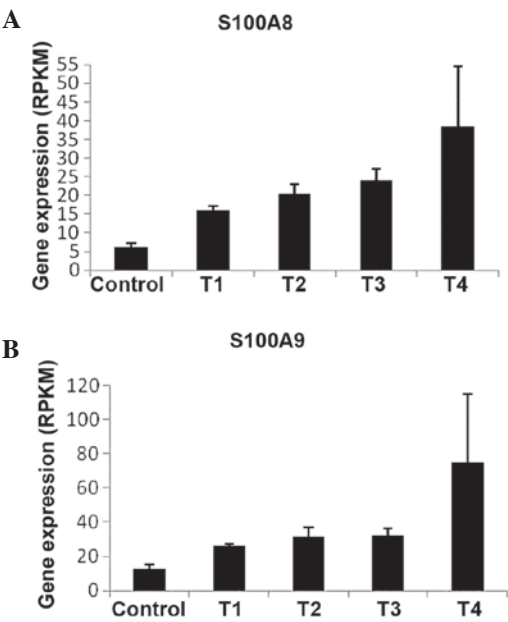 A
S100A8
Gene expression (RPKM)
55
50
45
40
35
30
25
20
15
10
5
0
Control T1 T2 T3 T4
B
S100A9
Gene expression (RPKM)
120
100
80
60
40
20
0
Control T1 T2 T3 T4